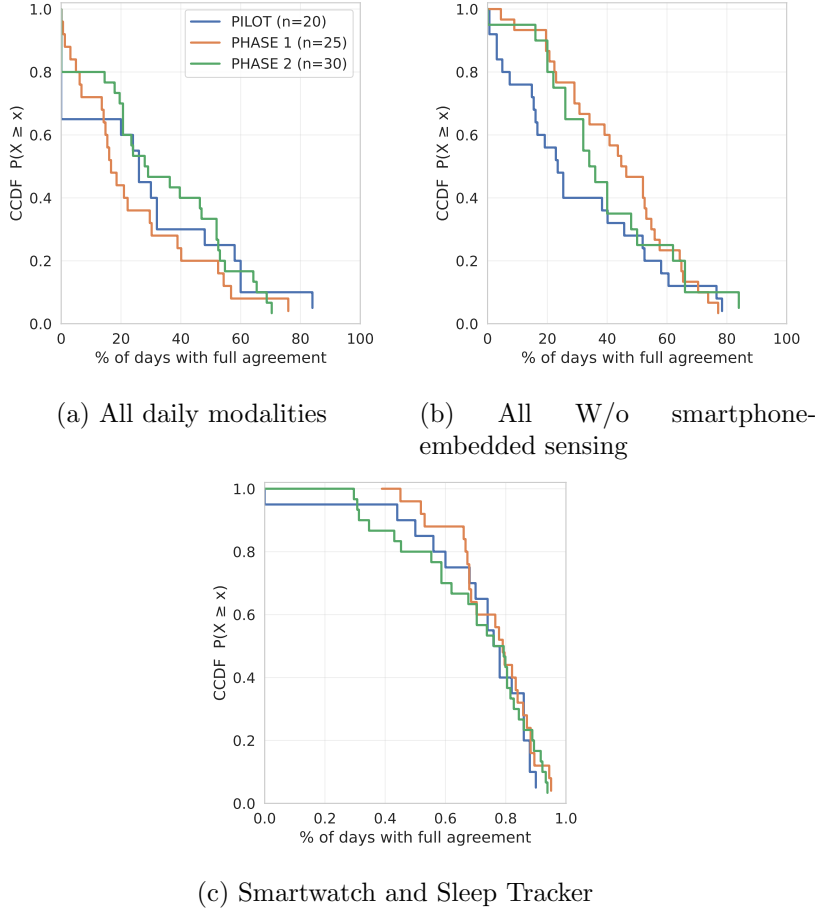 1.0
0.8
0.6
0.4
0.2
0.0
CCDF P(X ≥ x)
0 20 40 60 80 100
% of days with full agreement
PILOT (n=20)
PHASE 1 (n=25)
PHASE 2 (n=30)
(a) All daily modalities
1.0
0.8
0.6
0.4
0.2
0.0
CCDF P(X ≥ x)
0 20 40 60 80 100
% of days with full agreement
(b) All W/o smartphone-
embedded sensing
1.0
0.8
0.6
0.4
0.2
0.0
CCDF P(X ≥ x)
0.0 0.2 0.4 0.6 0.8 1.0
% of days with full agreement
(c) Smartwatch and Sleep Tracker